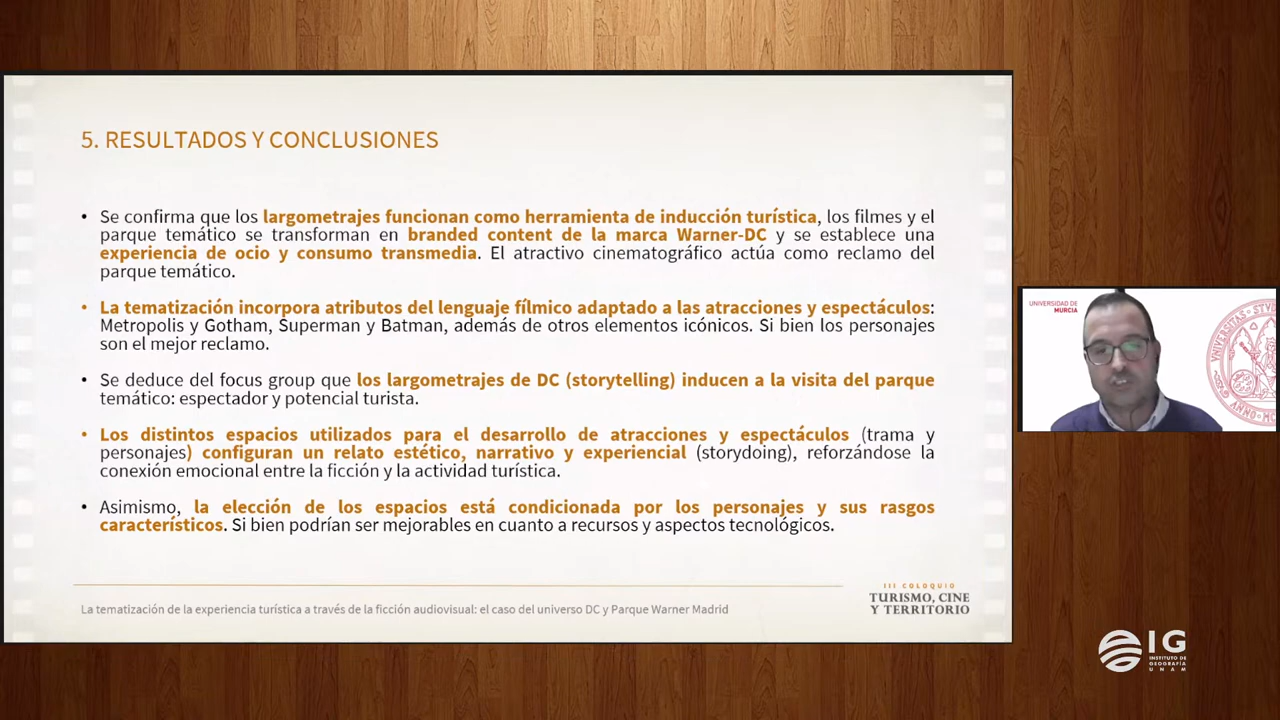 5. RESULTADOS Y CONCLUSIONES
• Se confirma que los largometrajes funcionan como herramienta de inducción turística, los filmes y el
parque temático se transforman en branded content de la marca Warner-DC y se establece una
experiencia de ocio y consumo transmedia. El atractivo cinematográfico actúa como reclamo del
parque temático.
• La tematización incorpora atributos del lenguaje fílmico adaptado a las atracciones y espectáculos:
Metropolis y Gotham, Superman y Batman, además de otros elementos icónicos. Si bien los personajes
son el mejor reclamo.
• Se deduce del focus group que los largometrajes de DC (storytelling) inducen a la visita del parque
temático: espectador y potencial turista.
• Los distintos espacios utilizados para el desarrollo de atracciones y espectáculos (trama y
personajes) configuran un relato estético, narrativo y experiencial (storydoing), reforzándose la
conexión emocional entre la ficción y la actividad turística.
• Asimismo, la elección de los espacios está condicionada por los personajes y sus rasgos
característicos. Si bien podrían ser mejorables en cuanto a recursos y aspectos tecnológicos.
La tematización de la experiencia turística a través de la ficción audiovisual: el caso del universo DC y Parque Warner Madrid
III COLOQUIO
TURISMO, CINE
Y TERRITORIO
UNIVERSIDAD DE
MURCIA
IG
INSTITUTO DE
GEOGRAFÍA
UNAM